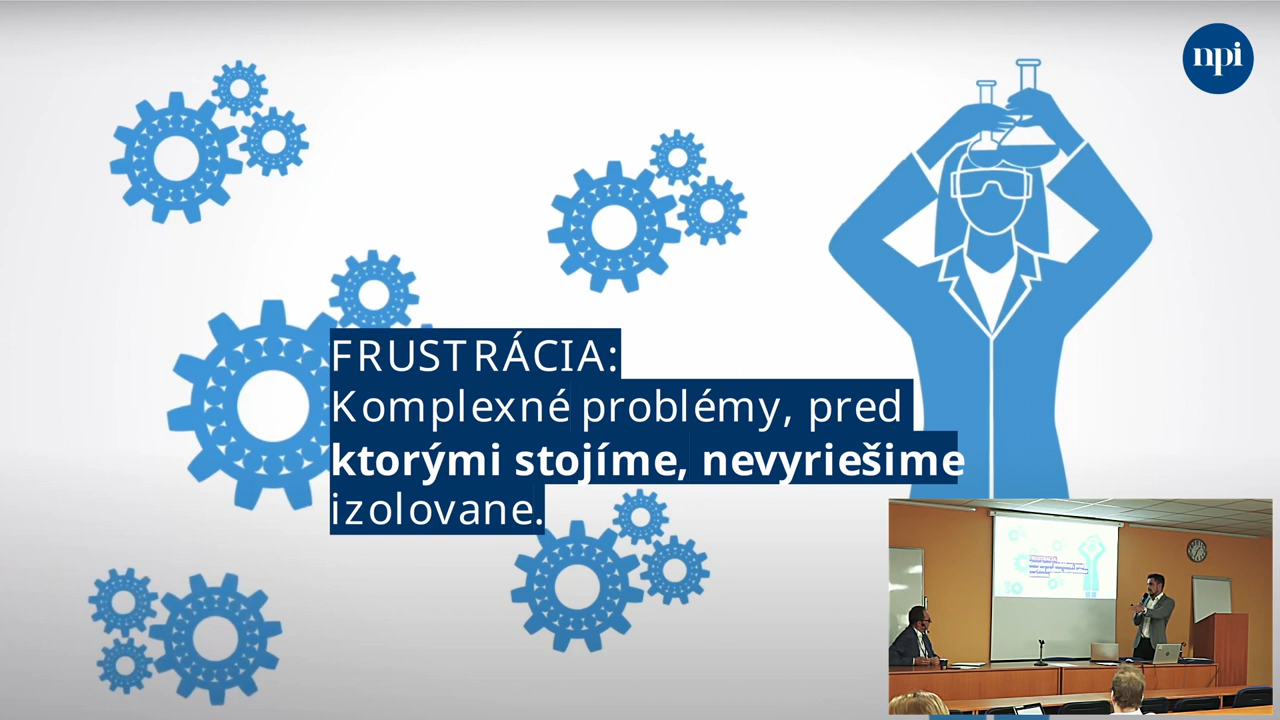 npi
FRUSTRÁCIA:
Komplexné problémy, pred
ktorými stojíme, nevyriešime
izolovane.